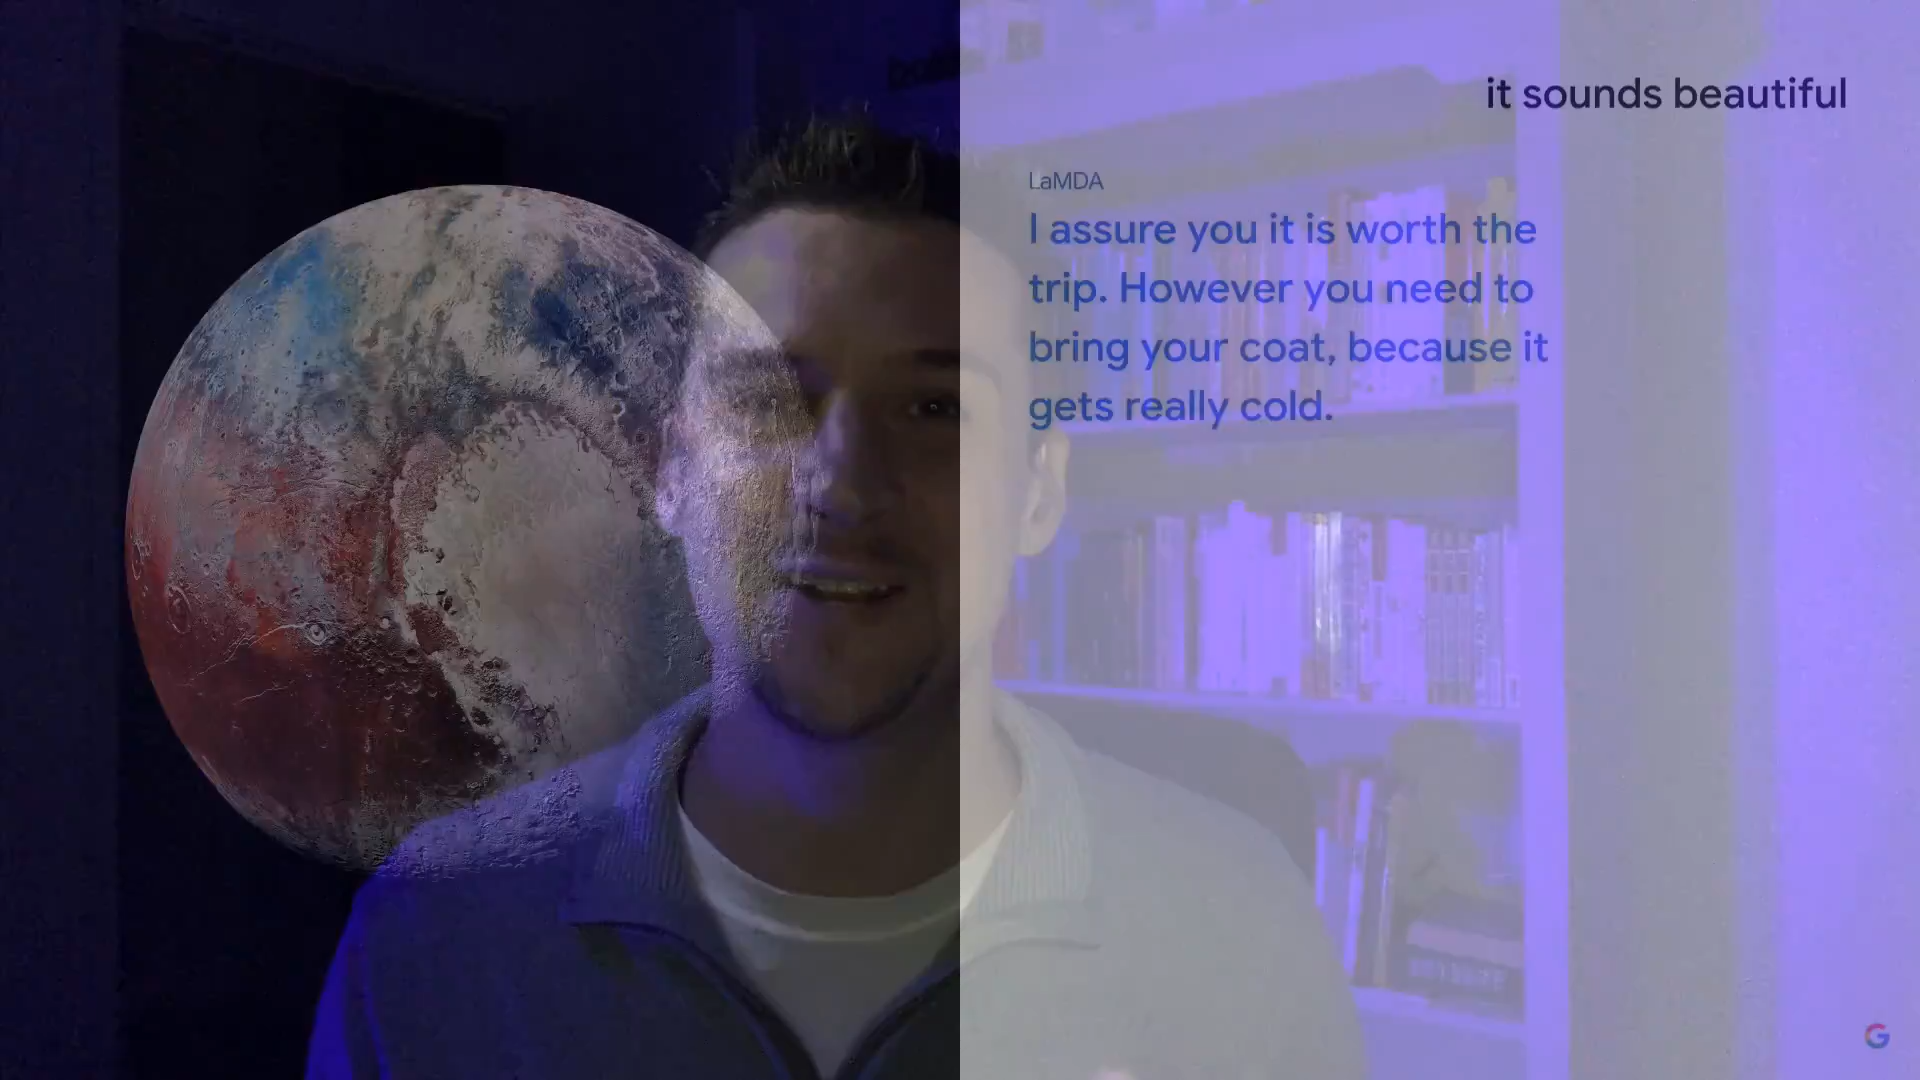 it sounds beautiful
LaMDA
I assure you it is worth the
trip. However you need to
bring your coat, because it
gets really cold.
G